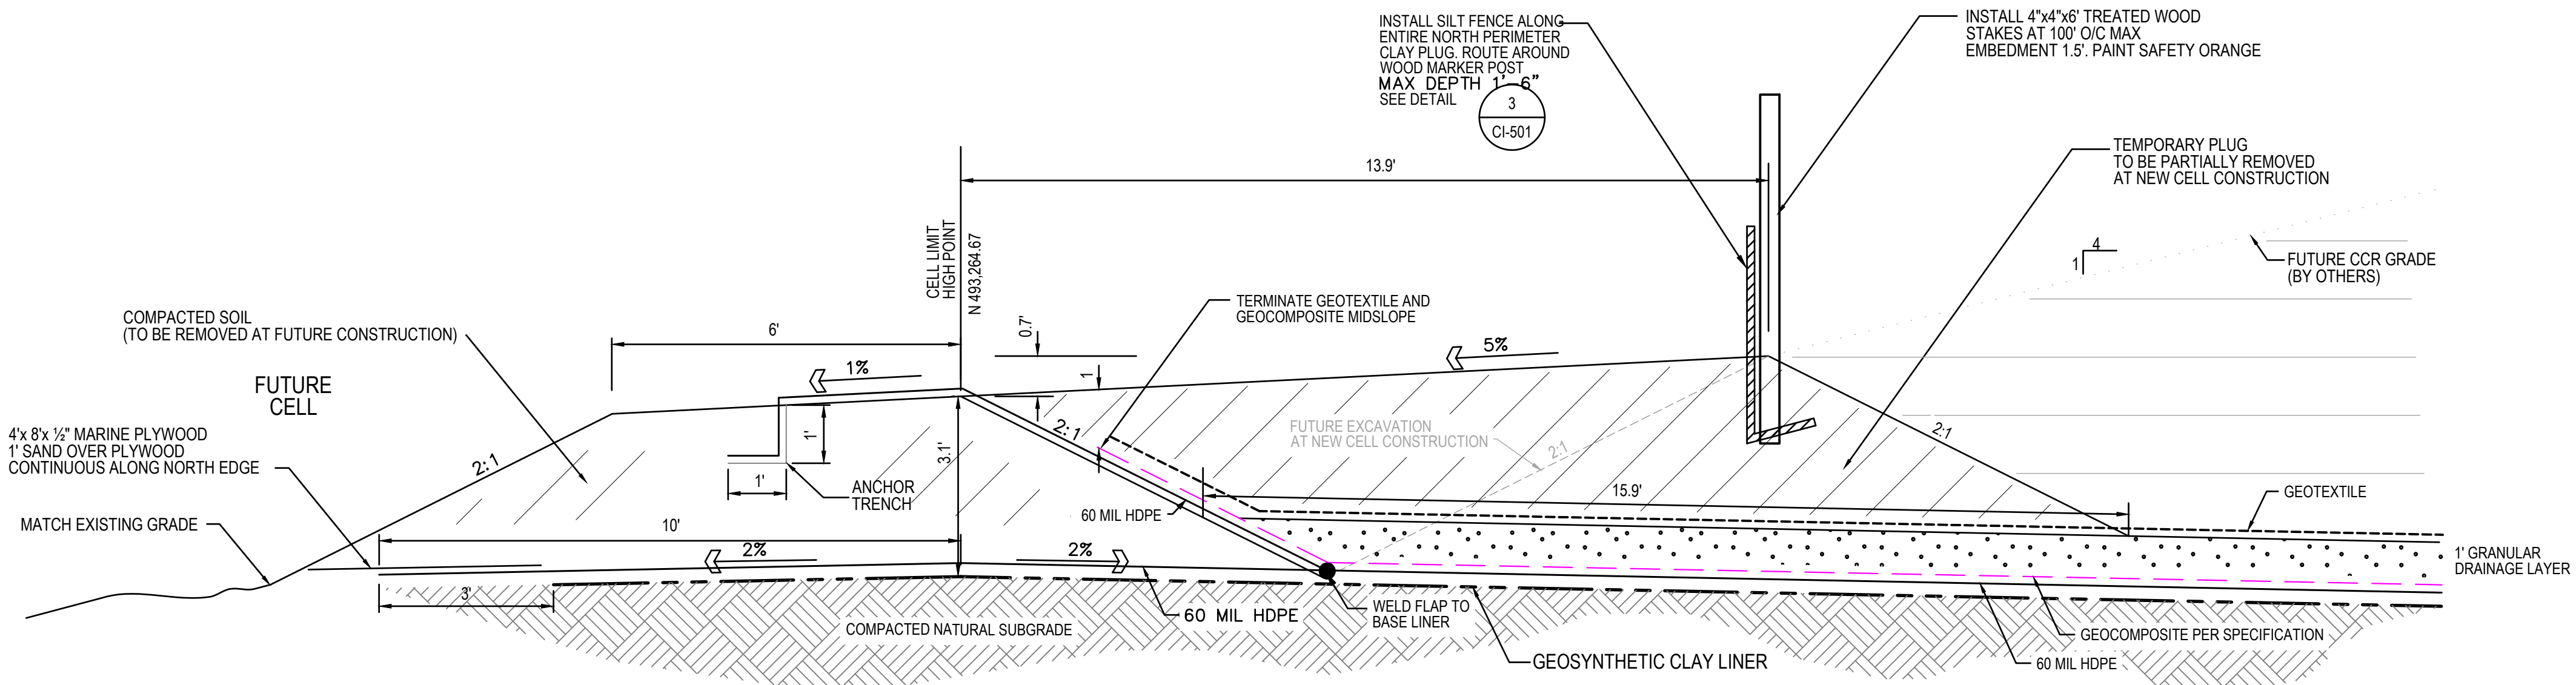 INSTALL SILT FENCE ALONG
ENTIRE NORTH PERIMETER
CLAY PLUG. ROUTE AROUND
WOOD MARKER POST
MAX DEPTH 1'-6"
SEE DETAIL
3
CI-501
INSTALL 4"x4"x6' TREATED WOOD
STAKES AT 100' O/C MAX
EMBEDMENT 1.5'. PAINT SAFETY ORANGE
TEMPORARY PLUG
TO BE PARTIALLY REMOVED
AT NEW CELL CONSTRUCTION
13.9'
CELL LIMIT
HIGH POINT
N 493,264.67
4
1
FUTURE CCR GRADE
(BY OTHERS)
TERMINATE GEOTEXTILE AND
GEOCOMPOSITE MIDSLOPE
COMPACTED SOIL
(TO BE REMOVED AT FUTURE CONSTRUCTION)
6'
0.7'
5%
1%
1
FUTURE
CELL
4'x 8'x ½" MARINE PLYWOOD
1' SAND OVER PLYWOOD
CONTINUOUS ALONG NORTH EDGE
2:1
1'
1'
ANCHOR
TRENCH
3.1'
2:1
FUTURE EXCAVATION
AT NEW CELL CONSTRUCTION
2:1
2:1
15.9'
GEOTEXTILE
60 MIL HDPE
MATCH EXISTING GRADE
10'
2%
2%
1' GRANULAR
DRAINAGE LAYER
3'
COMPACTED NATURAL SUBGRADE
60 MIL HDPE
WELD FLAP TO
BASE LINER
GEOSYNTHETIC CLAY LINER
GEOCOMPOSITE PER SPECIFICATION
60 MIL HDPE